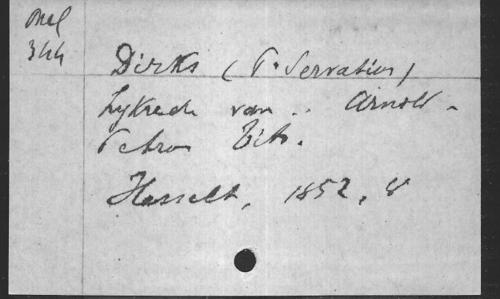 Mel
344
Dirks (P. Servatius)
Lykrede van .. Arnold-
Petrus Tits.
Hasselt, 1852, 8